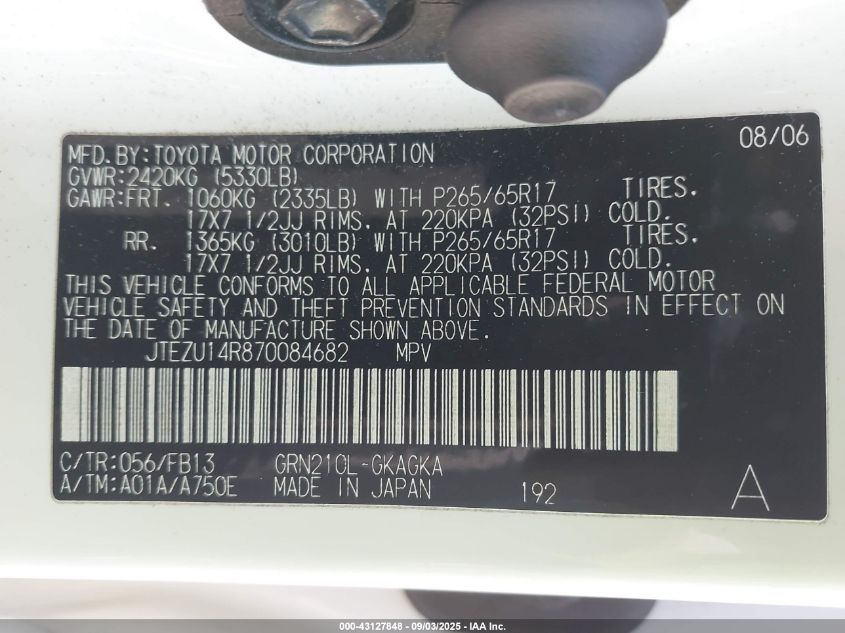 08/06
MFD.BY:TOYOTA MOTOR CORPORATION
GVWR:2420KG (5330LB)
GAWR:FRT. 1060KG (2335LB) WITH P265/65R17 TIRES.
17X7 1/2JJ RIMS. AT 220KPA (32PSI) COLD.
RR. 1365KG (3010LB) WITH P265/65R17 TIRES.
17X7 1/2JJ RIMS. AT 220KPA (32PSI) COLD.
THIS VEHICLE CONFORMS TO ALL APPLICABLE FEDERAL MOTOR
VEHICLE SAFETY AND THEFT PREVENTION STANDARDS IN EFFECT ON
THE DATE OF MANUFACTURE SHOWN ABOVE.
JTEZU14R870084682 MPV
C/TR:056/FB13 GRN210L-GKAGKA
A/TM:A01A/A750E MADE IN JAPAN 192 A
000-43127848 - 09/03/2025 - IAA Inc.